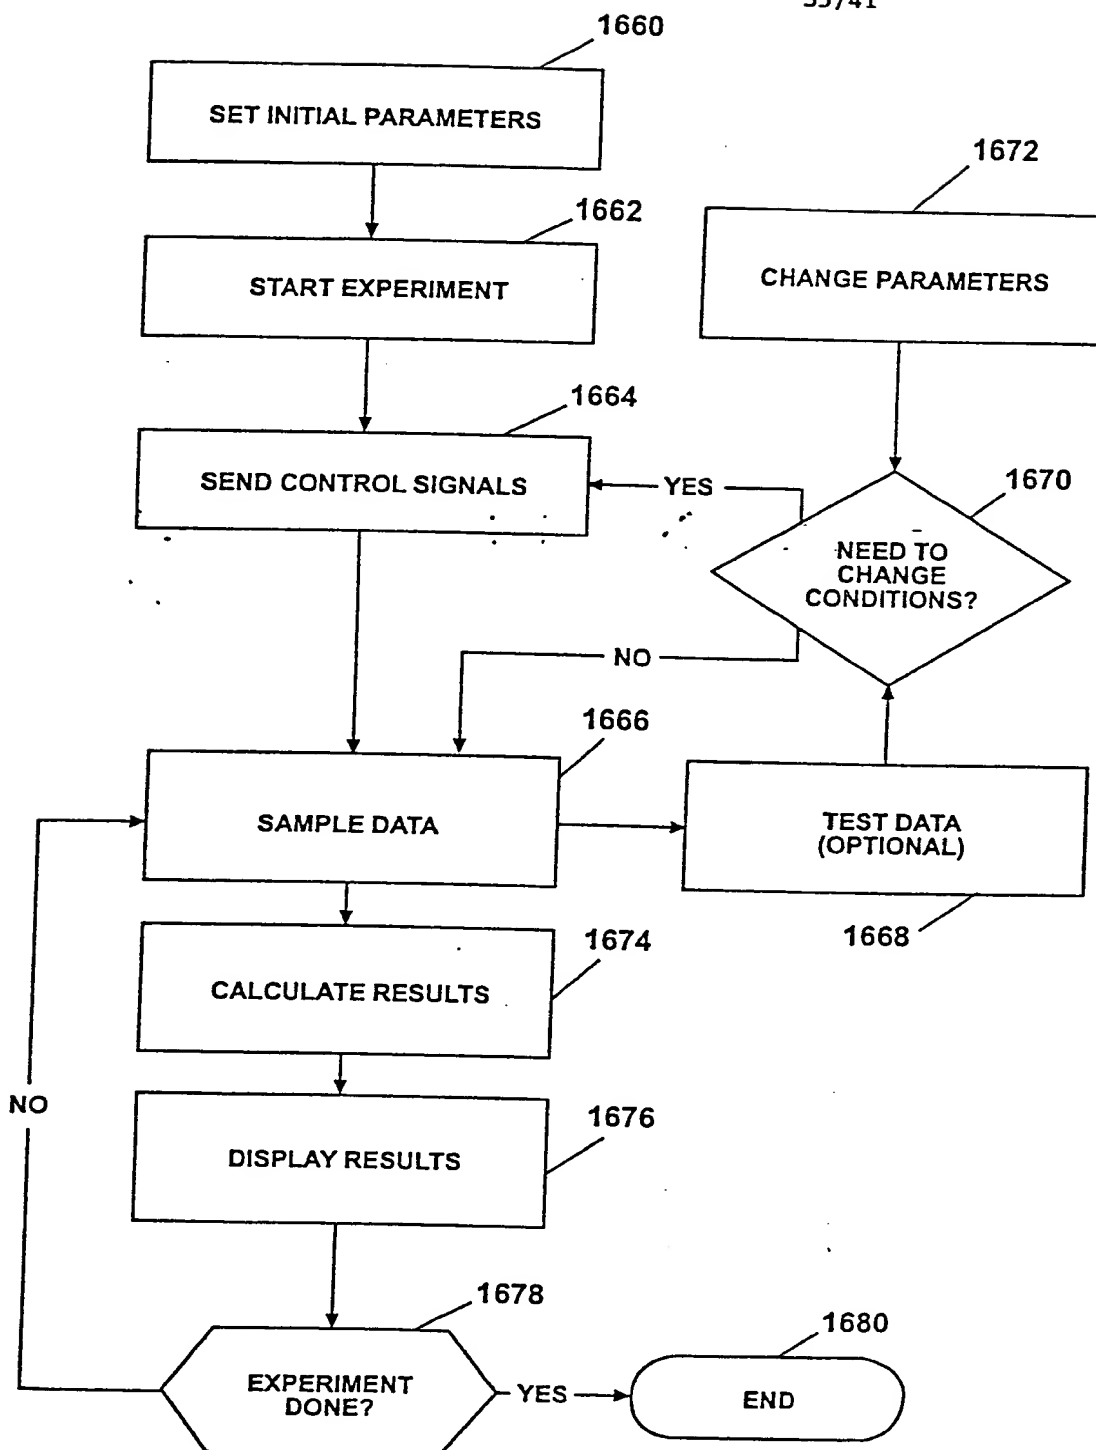 1660
SET INITIAL PARAMETERS
1672
1662
START EXPERIMENT
CHANGE PARAMETERS
1664
SEND CONTROL SIGNALS
YES
1670
NEED TO
CHANGE
CONDITIONS?
NO
1666
SAMPLE DATA
TEST DATA
(OPTIONAL)
1668
1674
CALCULATE RESULTS
NO
1676
DISPLAY RESULTS
1678
EXPERIMENT
DONE?
YES
1680
END